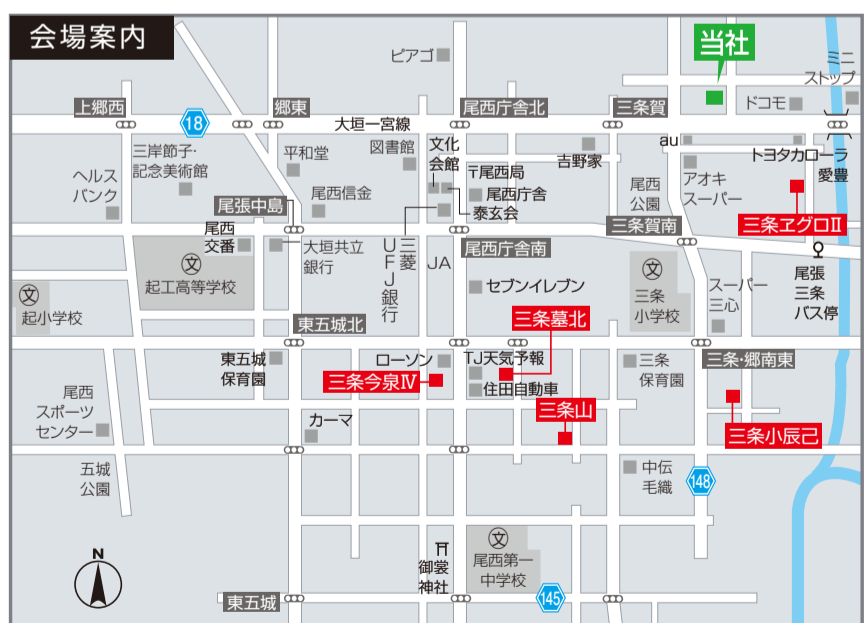 会場案内
当社
ピアゴ
ミニ
ストップ
ドコモ
上郷西
18
郷東
大垣一宮線
尾西庁舎北
三条賀
au
トヨタカローラ
愛豊
三岸節子・
記念美術館
平和堂
図書館
文化
会館
〒尾西局
吉野家
ヘルス
バンク
尾西信金
尾西庁舎
泰玄会
尾西
公園
アオキ
スーパー
三条ヱグロⅡ
尾張中島
三条賀南
尾西
交番
大垣共立
銀行
三菱
UFJ銀行
JA
尾西庁舎南
文
起工高等学校
セブンイレブン
文
三条
小学校
スーパー
三心
尾張
三条
バス停
文
起小学校
東五城北
三条墓北
東五城
保育園
ローソン
TJ天気予報
三条
保育園
三条・郷南東
三条今泉Ⅳ
住田自動車
尾西
スポーツ
センター
カーマ
三条山
三条小辰己
五城
公園
中伝
毛織
148
N
御裳
神社
文
尾西第一
中学校
東五城
145